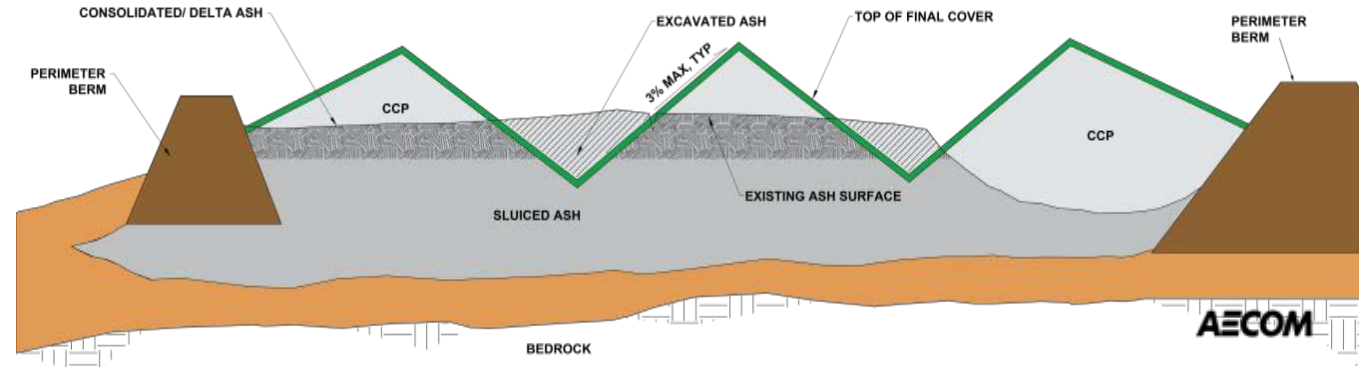 CONSOLIDATED/ DELTA ASH
EXCAVATED ASH
TOP OF FINAL COVER
PERIMETER
BERM
PERIMETER
BERM
3% MAX, TYP
CCP
CCP
EXISTING ASH SURFACE
SLUICED ASH
AECOM
BEDROCK